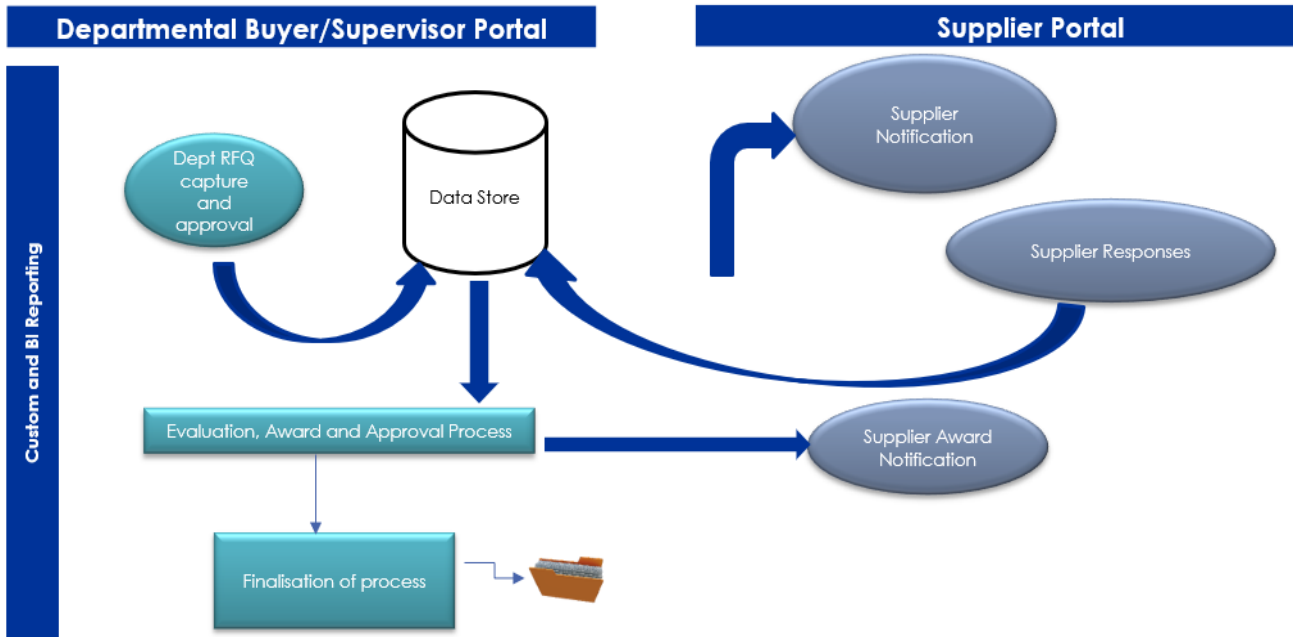 Departmental Buyer/Supervisor Portal
Supplier Portal
Custom and BI Reporting
Dept RFQ
capture
and
approval
Data Store
Supplier
Notification
Supplier Responses
Evaluation, Award and Approval Process
Supplier Award
Notification
Finalisation of process